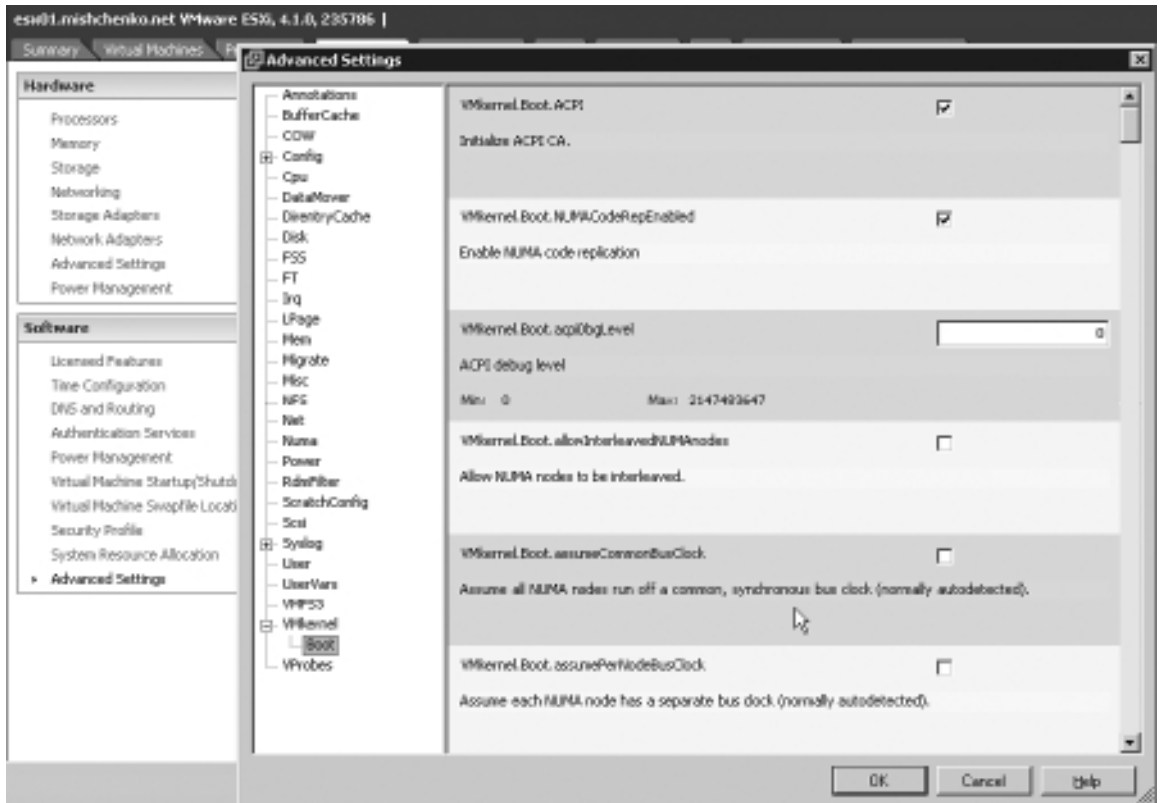 esxi01.mishchenko.net VMware ESXi, 4.1.0, 235786 |
Summary Virtual Machines
Advanced Settings
Hardware
Processors
Memory
Storage
Networking
Storage Adapters
Network Adapters
Advanced Settings
Power Management
Software
Licensed Features
Time Configuration
DNS and Routing
Authentication Services
Power Management
Virtual Machine Startup/Shutd
Virtual Machine Swapfile Locati
Security Profile
System Resource Allocation
Advanced Settings
Annotations
BufferCache
COW
Config
Cpu
DataMover
DirentryCache
Disk
FSS
FT
Irq
LPage
Mem
Migrate
Misc
NFS
Net
Numa
Power
RdmFilter
ScratchConfig
Scsi
Syslog
User
UserVars
VMFS3
VMkernel
Boot
VProbes
VMkernel.Boot.ACPI
Initialize ACPI CA.
VMkernel.Boot.NUMACodeRepEnabled
Enable NUMA code replication
VMkernel.Boot.acpiDbgLevel
0
ACPI debug level
Min: 0 Max: 2147483647
VMkernel.Boot.allowInterleavedNUMAnodes
Allow NUMA nodes to be interleaved.
VMkernel.Boot.assumeCommonBusClock
Assume all NUMA nodes run off a common, synchronous bus clock (normally autodetected).
VMkernel.Boot.assumePerNodeBusClock
Assume each NUMA node has a separate bus clock (normally autodetected).
OK Cancel Help